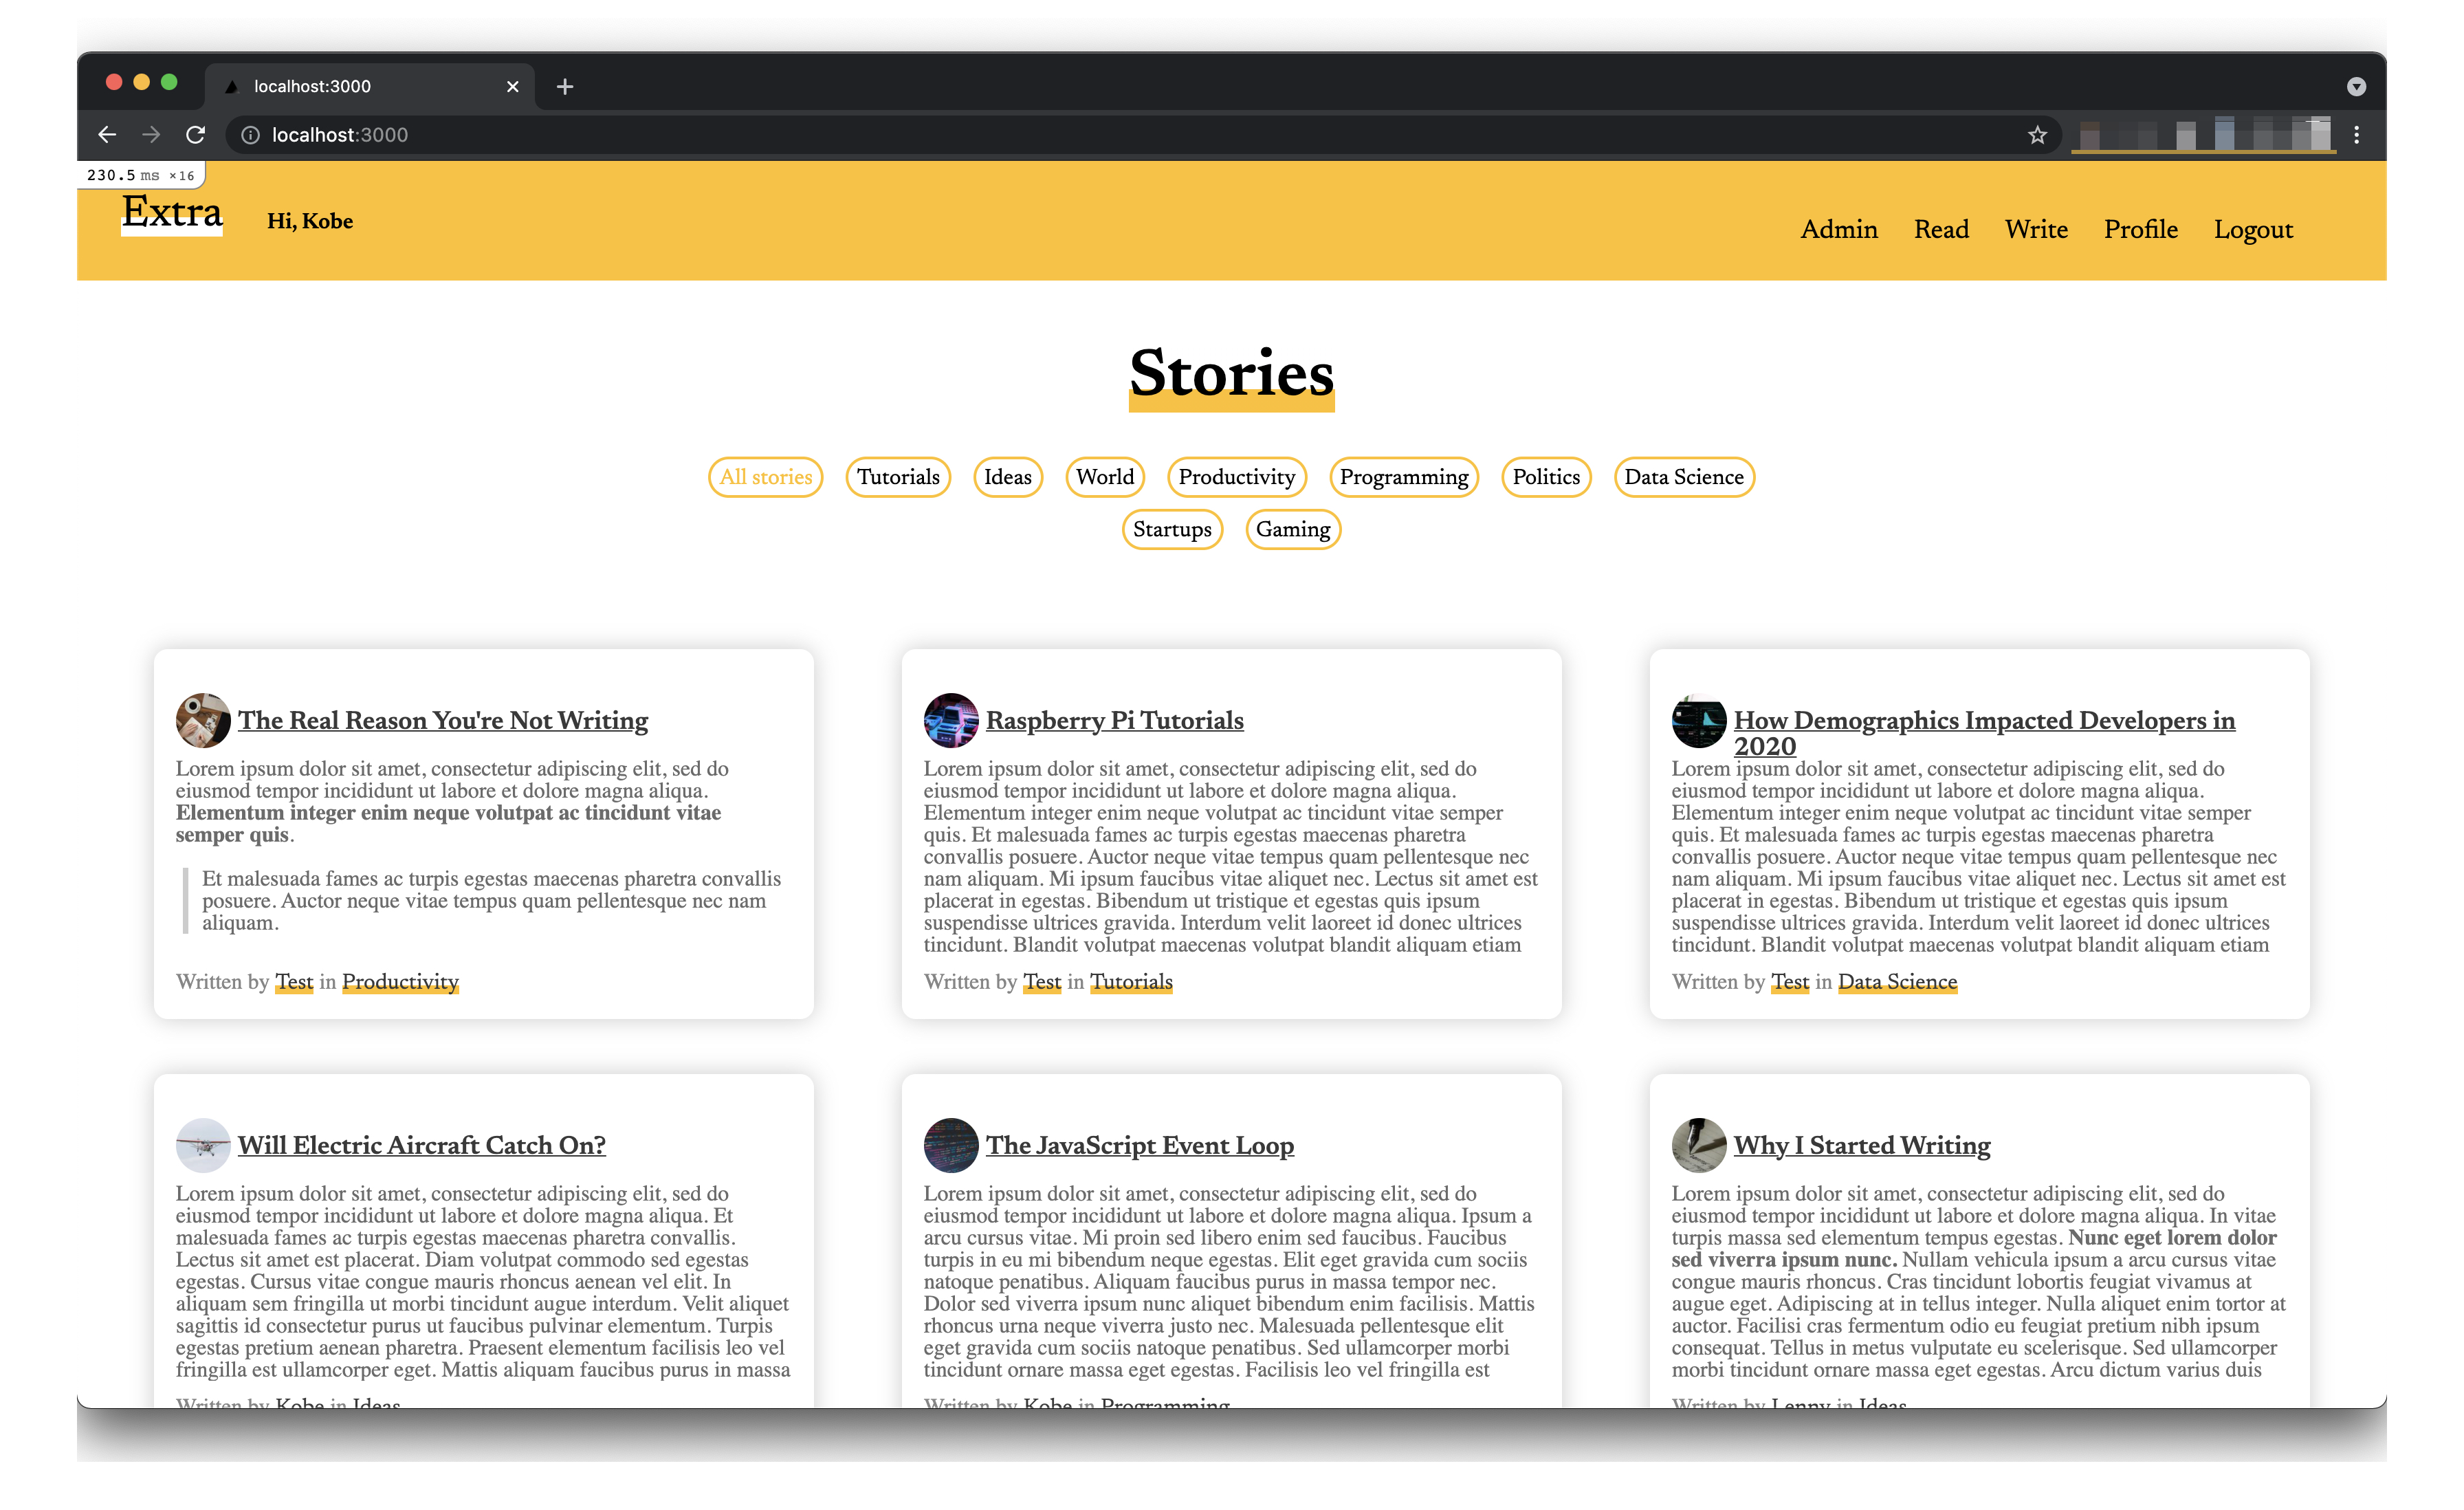 localhost:3000
localhost:3000
230.5 ms ×16
Extra
Hi, Kobe
Admin Read Write Profile Logout
Stories
All stories Tutorials Ideas World Productivity Programming Politics Data Science
Startups Gaming
The Real Reason You're Not Writing
Lorem ipsum dolor sit amet, consectetur adipiscing elit, sed do
eiusmod tempor incididunt ut labore et dolore magna aliqua.
Elementum integer enim neque volutpat ac tincidunt vitae
semper quis.
Et malesuada fames ac turpis egestas maecenas pharetra convallis
posuere. Auctor neque vitae tempus quam pellentesque nec nam
aliquam.
Written by Test in Productivity
Raspberry Pi Tutorials
Lorem ipsum dolor sit amet, consectetur adipiscing elit, sed do
eiusmod tempor incididunt ut labore et dolore magna aliqua.
Elementum integer enim neque volutpat ac tincidunt vitae semper
quis. Et malesuada fames ac turpis egestas maecenas pharetra
convallis posuere. Auctor neque vitae tempus quam pellentesque nec
nam aliquam. Mi ipsum faucibus vitae aliquet nec. Lectus sit amet est
placerat in egestas. Bibendum ut tristique et egestas quis ipsum
suspendisse ultrices gravida. Interdum velit laoreet id donec ultrices
tincidunt. Blandit volutpat maecenas volutpat blandit aliquam etiam
Written by Test in Tutorials
How Demographics Impacted Developers in
2020
Lorem ipsum dolor sit amet, consectetur adipiscing elit, sed do
eiusmod tempor incididunt ut labore et dolore magna aliqua.
Elementum integer enim neque volutpat ac tincidunt vitae semper
quis. Et malesuada fames ac turpis egestas maecenas pharetra
convallis posuere. Auctor neque vitae tempus quam pellentesque nec
nam aliquam. Mi ipsum faucibus vitae aliquet nec. Lectus sit amet est
placerat in egestas. Bibendum ut tristique et egestas quis ipsum
suspendisse ultrices gravida. Interdum velit laoreet id donec ultrices
tincidunt. Blandit volutpat maecenas volutpat blandit aliquam etiam
Written by Test in Data Science
Will Electric Aircraft Catch On?
Lorem ipsum dolor sit amet, consectetur adipiscing elit, sed do
eiusmod tempor incididunt ut labore et dolore magna aliqua. Et
malesuada fames ac turpis egestas maecenas pharetra convallis.
Lectus sit amet est placerat. Diam volutpat commodo sed egestas
egestas. Cursus vitae congue mauris rhoncus aenean vel elit. In
aliquam sem fringilla ut morbi tincidunt augue interdum. Velit aliquet
sagittis id consectetur purus ut faucibus pulvinar elementum. Turpis
egestas pretium aenean pharetra. Praesent elementum facilisis leo vel
fringilla est ullamcorper eget. Mattis aliquam faucibus purus in massa
Written by Kobe in Ideas
The JavaScript Event Loop
Lorem ipsum dolor sit amet, consectetur adipiscing elit, sed do
eiusmod tempor incididunt ut labore et dolore magna aliqua. Ipsum a
arcu cursus vitae. Mi proin sed libero enim sed faucibus. Faucibus
turpis in eu mi bibendum neque egestas. Elit eget gravida cum sociis
natoque penatibus. Aliquam faucibus purus in massa tempor nec.
Dolor sed viverra ipsum nunc aliquet bibendum enim facilisis. Mattis
rhoncus urna neque viverra justo nec. Malesuada pellentesque elit
eget gravida cum sociis natoque penatibus. Sed ullamcorper morbi
tincidunt ornare massa eget egestas. Facilisis leo vel fringilla est
Written by Kobe in Programming
Why I Started Writing
Lorem ipsum dolor sit amet, consectetur adipiscing elit, sed do
eiusmod tempor incididunt ut labore et dolore magna aliqua. In vitae
turpis massa sed elementum tempus egestas. Nunc eget lorem dolor
sed viverra ipsum nunc. Nullam vehicula ipsum a arcu cursus vitae
congue mauris rhoncus. Cras tincidunt lobortis feugiat vivamus at
augue eget. Adipiscing at in tellus integer. Nulla aliquet enim tortor at
auctor. Facilisi cras fermentum odio eu feugiat pretium nibh ipsum
consequat. Tellus in metus vulputate eu scelerisque. Sed ullamcorper
morbi tincidunt ornare massa eget egestas. Arcu dictum varius duis
Written by Lenny in Ideas